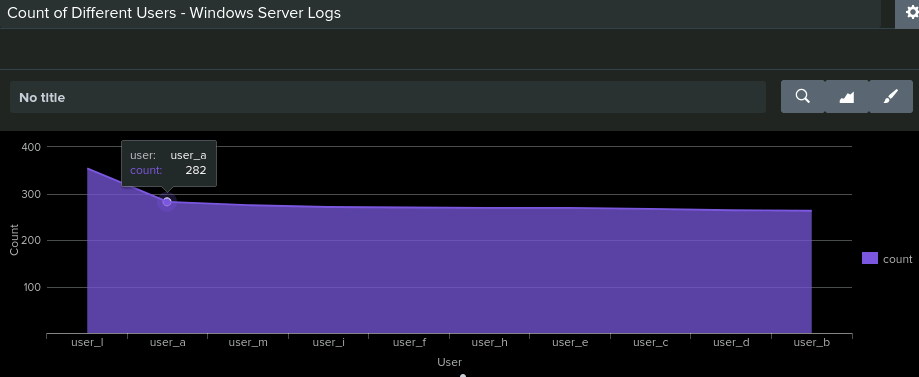 Count of Different Users - Windows Server Logs
No title
400
300
200
100
Count
user: user_a
count: 282
count
user_l user_a user_m user_i user_f user_h user_e user_c user_d user_b
User